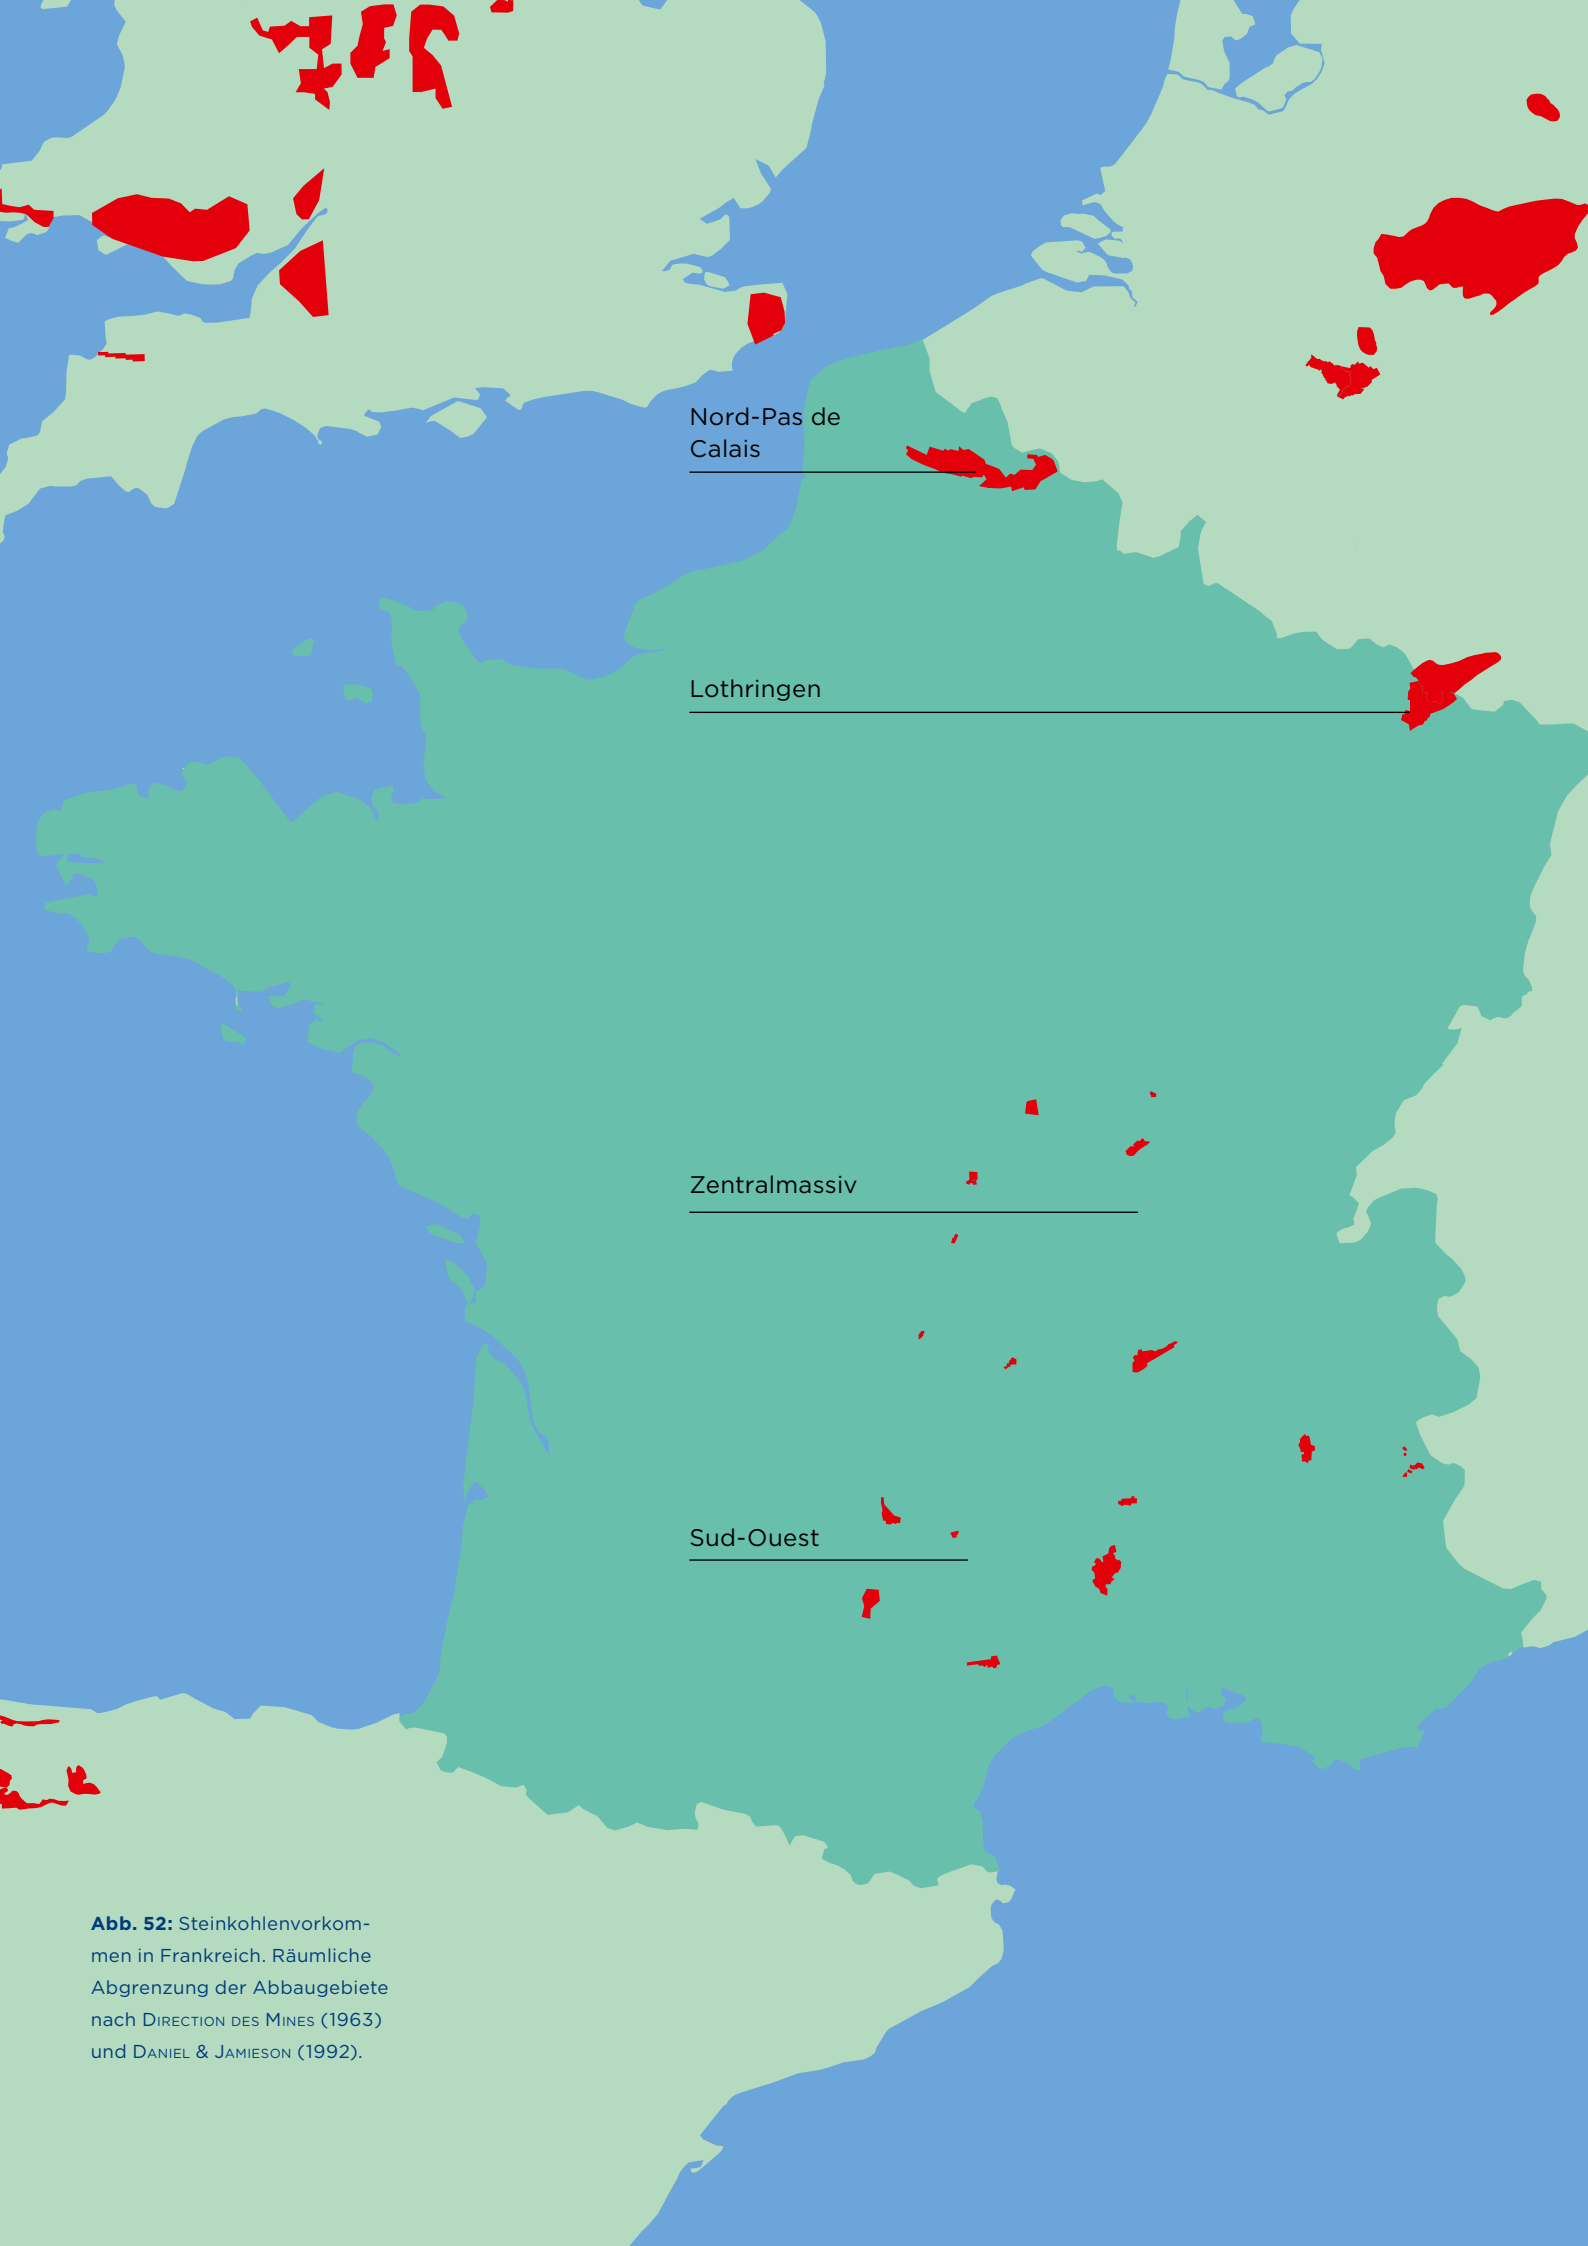 Nord-Pas de
Calais
Lothringen
Zentralmassiv
Sud-Ouest
Abb. 52: Steinkohlenvorkom-
men in Frankreich. Räumliche
Abgrenzung der Abbaugebiete
nach Direction des Mines (1963)
und Daniel & Jamieson (1992).